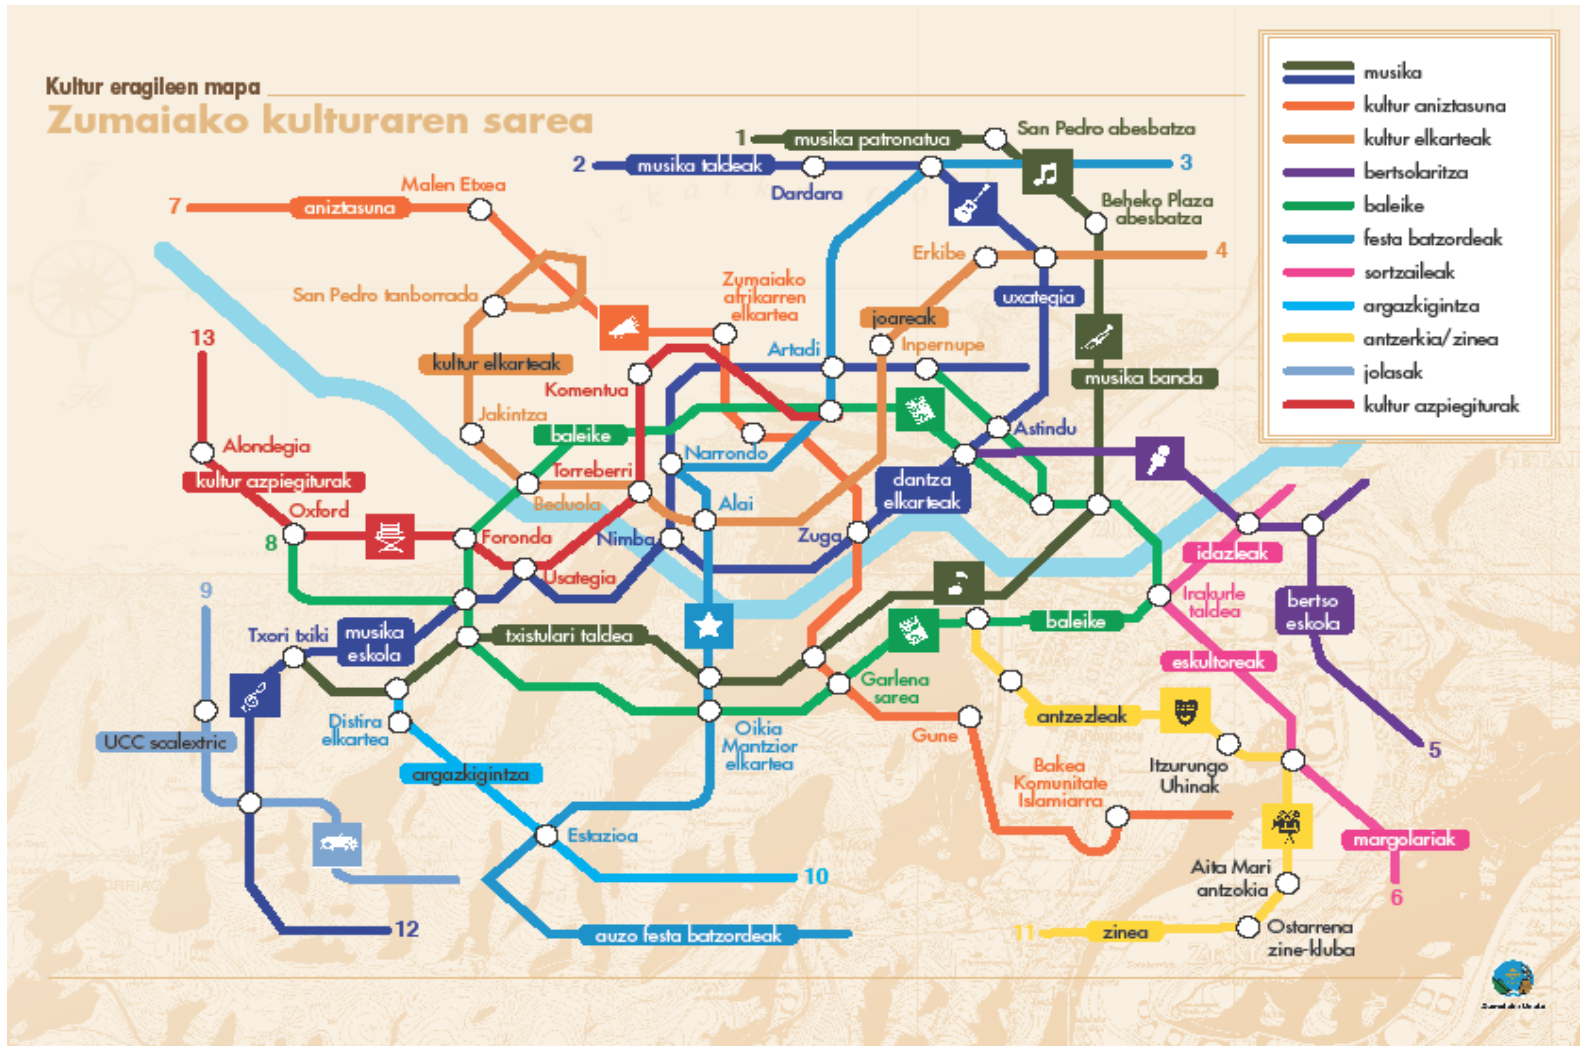 Kultur eragileen mapa
Zumaiako kulturaren sarea
musika
kultur aniztasuna
kultur elkarteak
bertsolaritza
baleike
festa batzordeak
sortzaileak
argazkigintza
antzerkia/zinea
jolasak
kultur azpiegiturak
1
musika patronatua
San Pedro abesbatza
2
musika taldeak
3
Dardara
Malen Etxea
7
aniztasuna
Beheko Plaza
abesbatza
Erkibe
4
San Pedro tanborrada
Zumaiako
afrikarren
elkartea
uxategia
joareak
13
kultur elkarteak
Artadi
Inpernupe
Komentua
musika banda
Jakintza
baleike
Astindu
Alondegia
Narrondo
kultur azpiegiturak
Torreberri
dantza
elkarteak
Beduola
Oxford
Alai
8
Foronda
Nimba
Zuga
idazleak
Usategia
9
Irakurle
taldea
bertso
eskola
baleike
Txori txiki
musika
eskola
txistulari taldea
eskultoreak
Garlena
sarea
Distira
elkartea
antzezleak
UCC scalextric
Oikia
Mantzior
elkartea
Gune
5
argazkigintza
Bakea
Komunitate
Islamiarra
Itzurungo
Uhinak
Estazioa
margolariak
10
Aita Mari
antzokia
6
12
auzo festa batzordeak
11
zinea
Ostarrena
zine-kluba